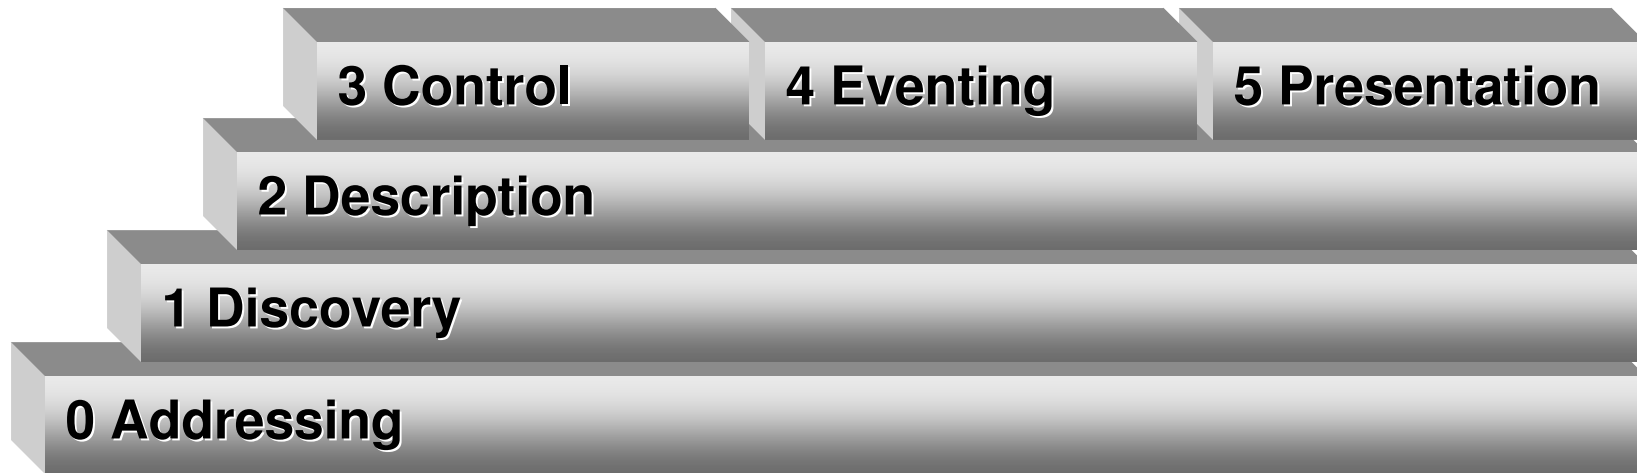 3 Control
4 Eventing
5 Presentation
2 Description
1 Discovery
0 Addressing